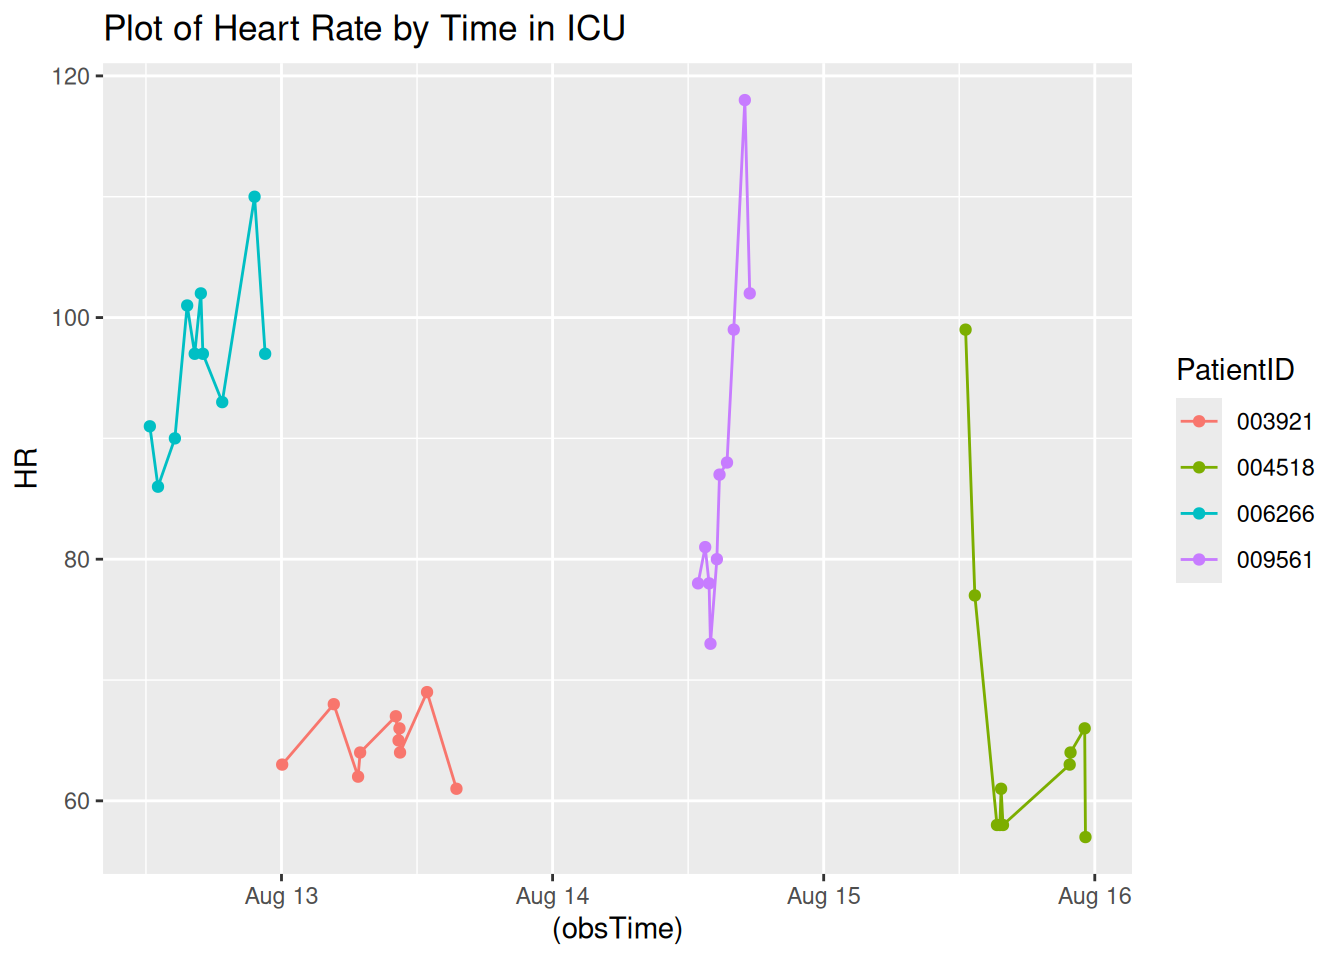 Plot of Heart Rate by Time in ICU
120
100
80
60
HR
Aug 13
Aug 14
Aug 15
Aug 16
(obsTime)
PatientID
003921
004518
006266
009561